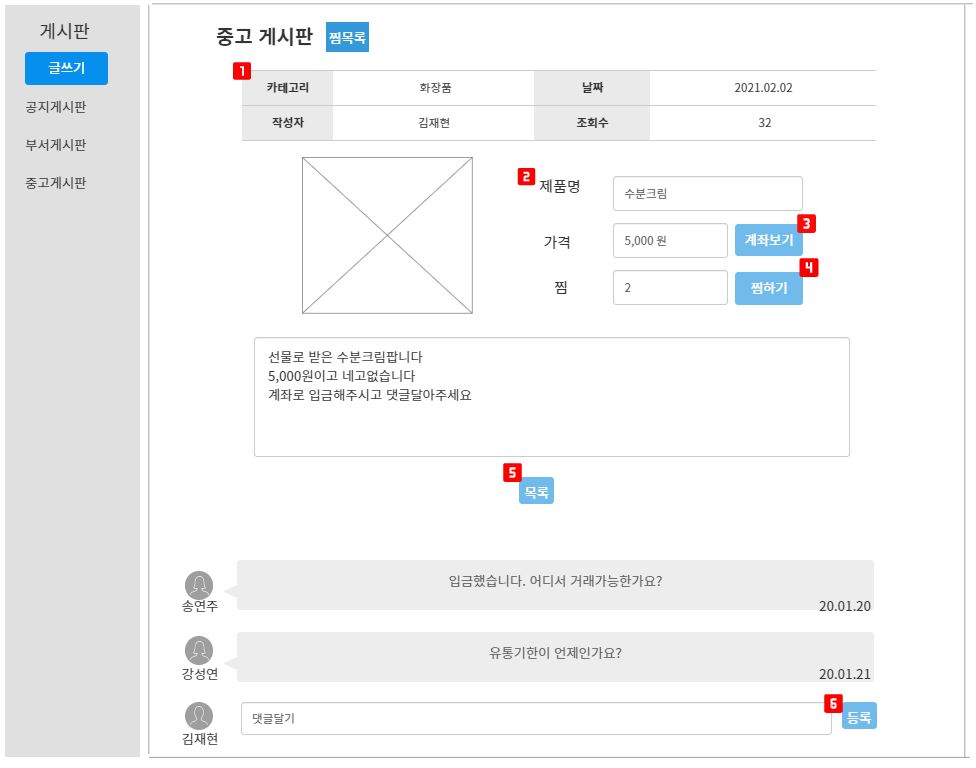 게시판
글쓰기
공지게시판
부서게시판
중고게시판
중고 게시판 찜목록
1
카테고리 화장품 날짜 2021.02.02
작성자 김재현 조회수 32
2 제품명 수분크림
3
가격 5,000 원 계좌보기
4
찜 2 찜하기
선물로 받은 수분크림팝니다
5,000원이고 네고없습니다
계좌로 입금해주시고 댓글달아주세요
5
목록
입금했습니다. 어디서 거래가능한가요?
송연주 20.01.20
유통기한이 언제인가요?
강성연 20.01.21
6
댓글달기 등록
김재현